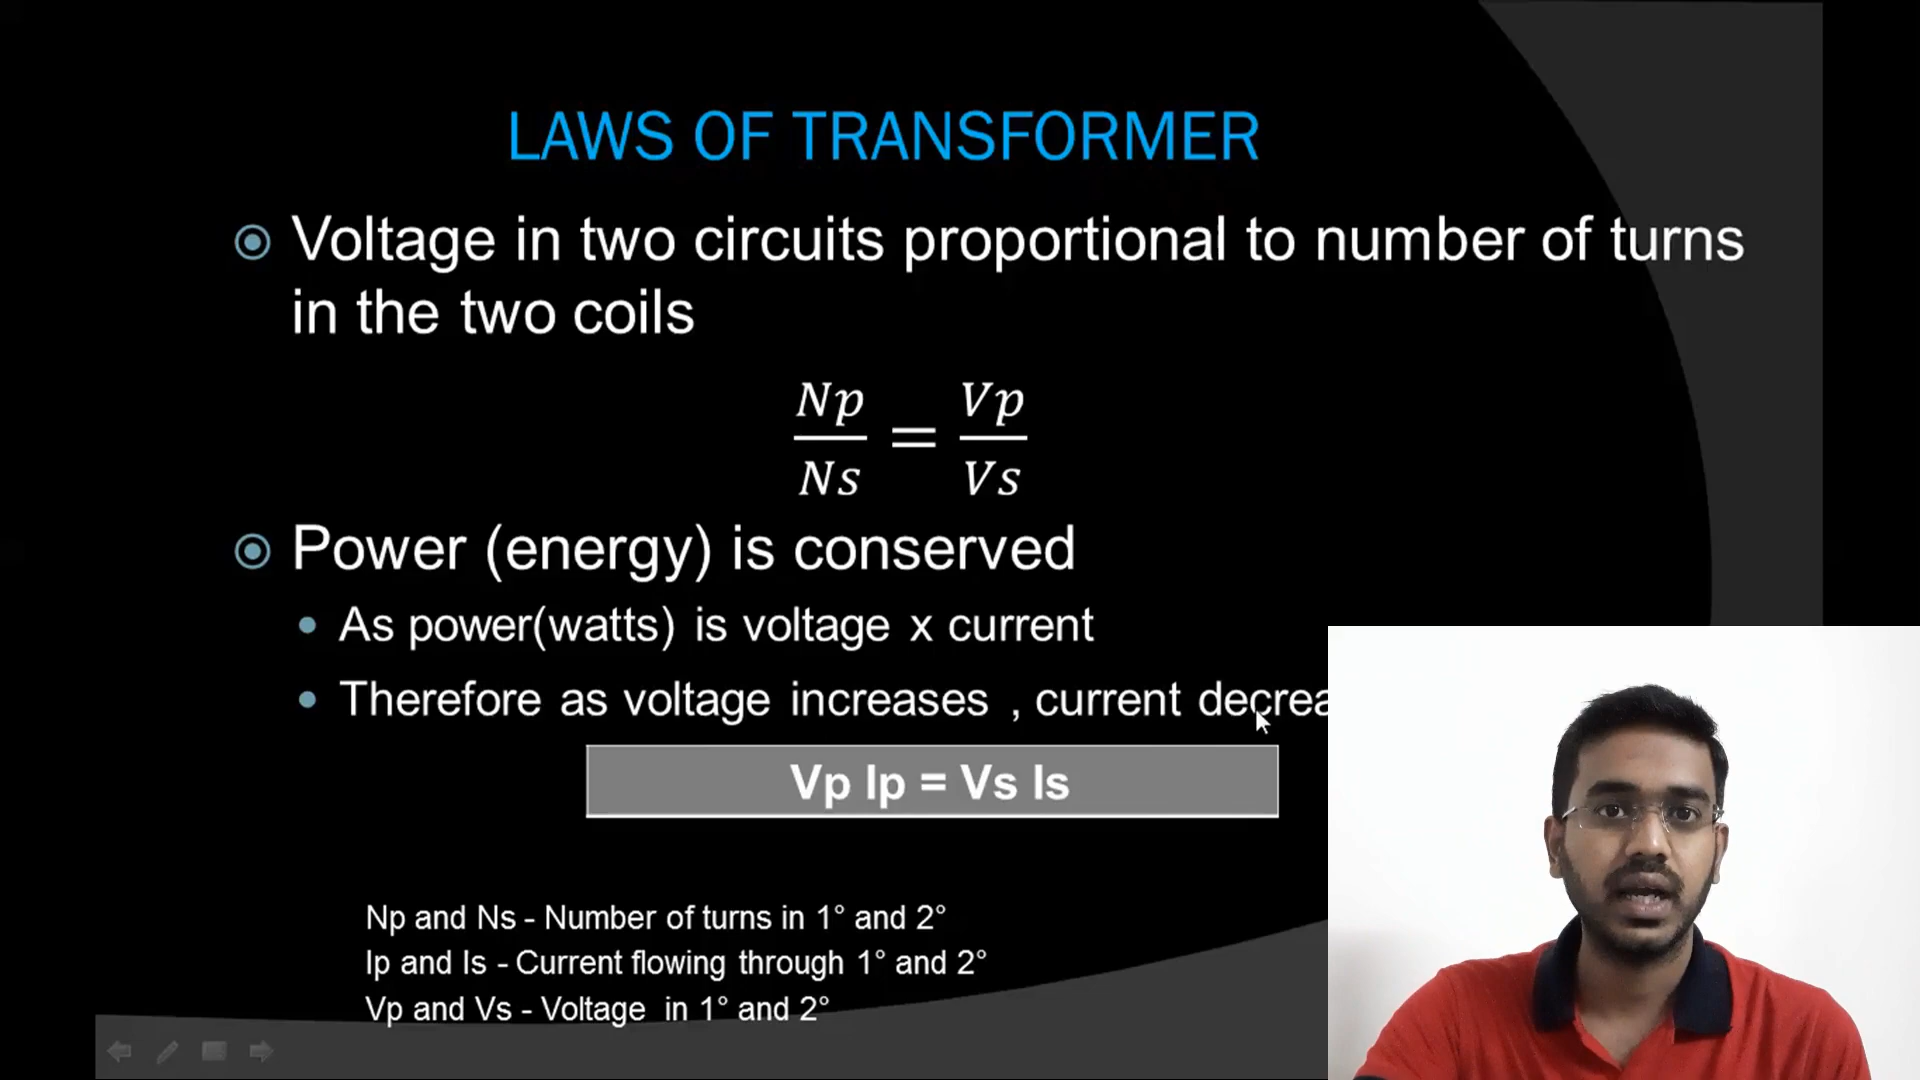 LAWS OF TRANSFORMER
Voltage in two circuits proportional to number of turns
in the two coils
Np/Ns = Vp/Vs
Power (energy) is conserved
As power(watts) is voltage x current
Therefore as voltage increases , current decrea
Vp Ip = Vs Is
Np and Ns - Number of turns in 1° and 2°
Ip and Is - Current flowing through 1° and 2°
Vp and Vs - Voltage in 1° and 2°